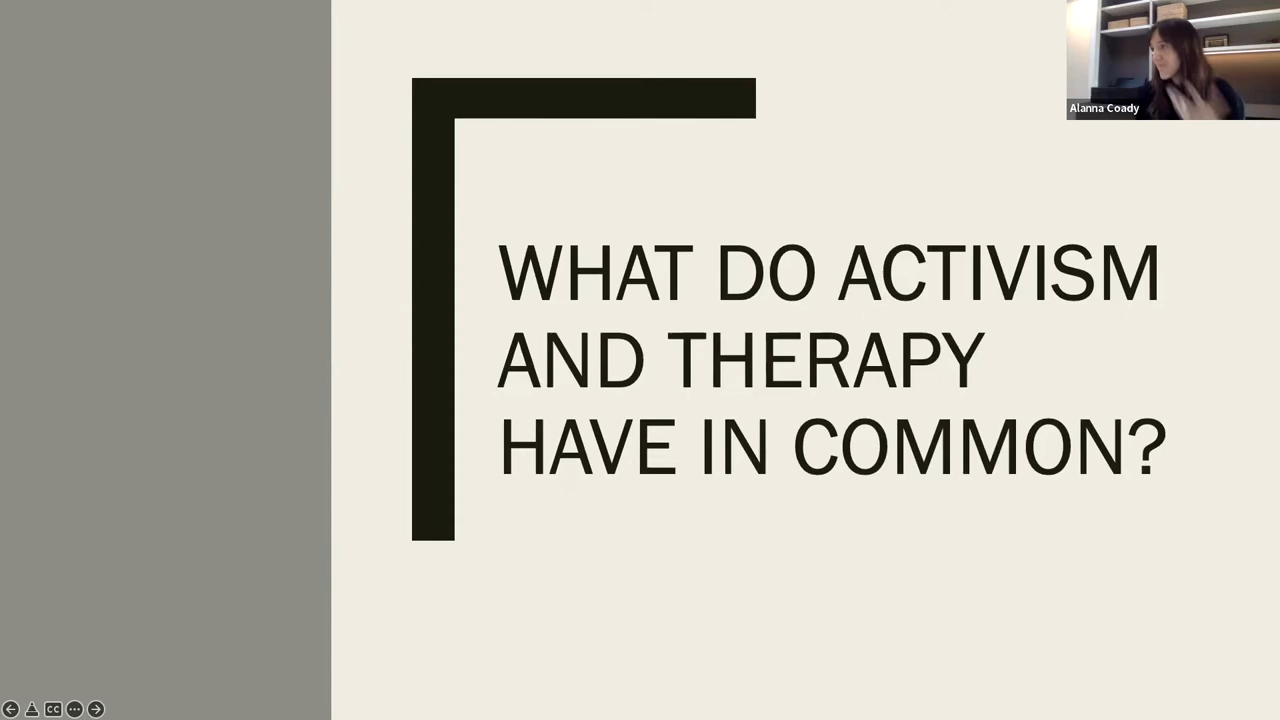 Alanna Coady
WHAT DO ACTIVISM
AND THERAPY
HAVE IN COMMON?
CC